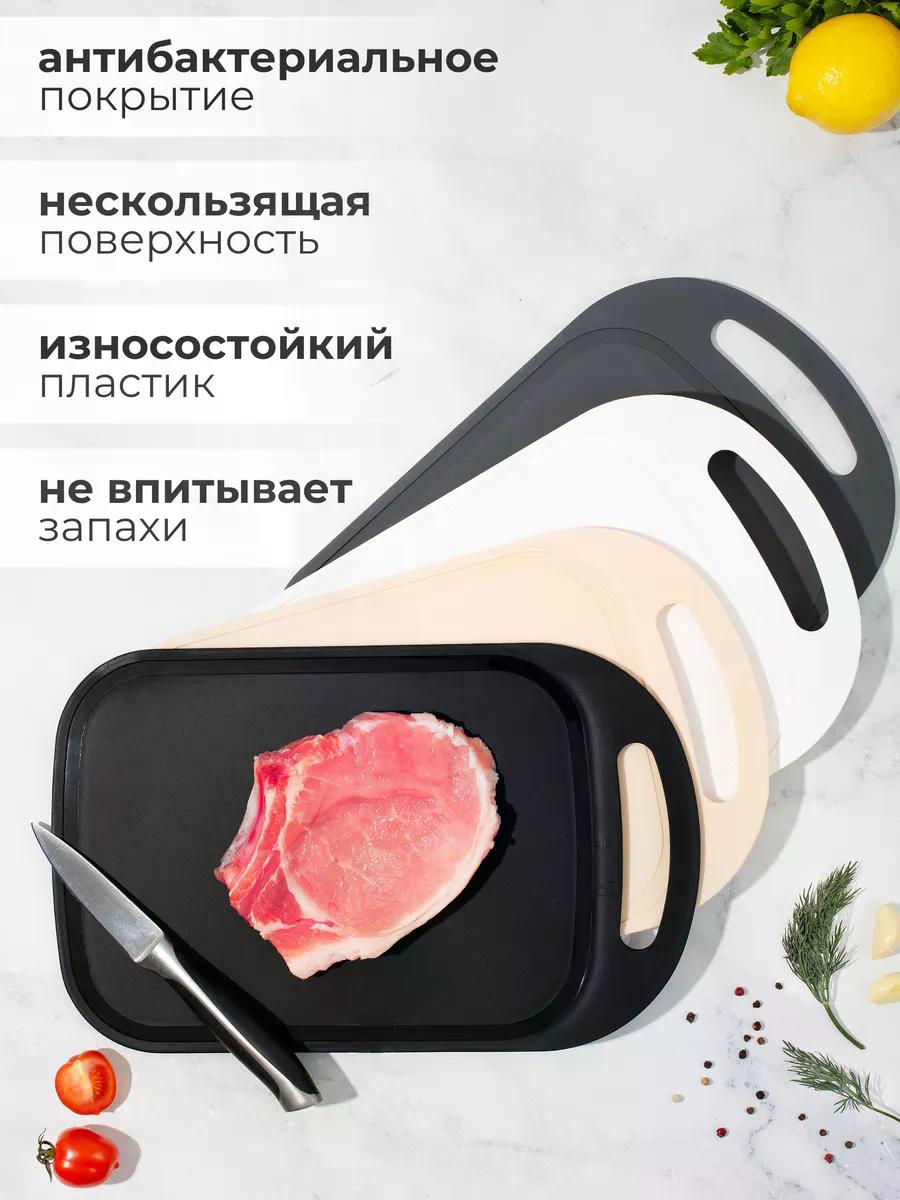 антибактериальное
покрытие
нескользящая
поверхность
износостойкий
пластик
не впитывает
запахи